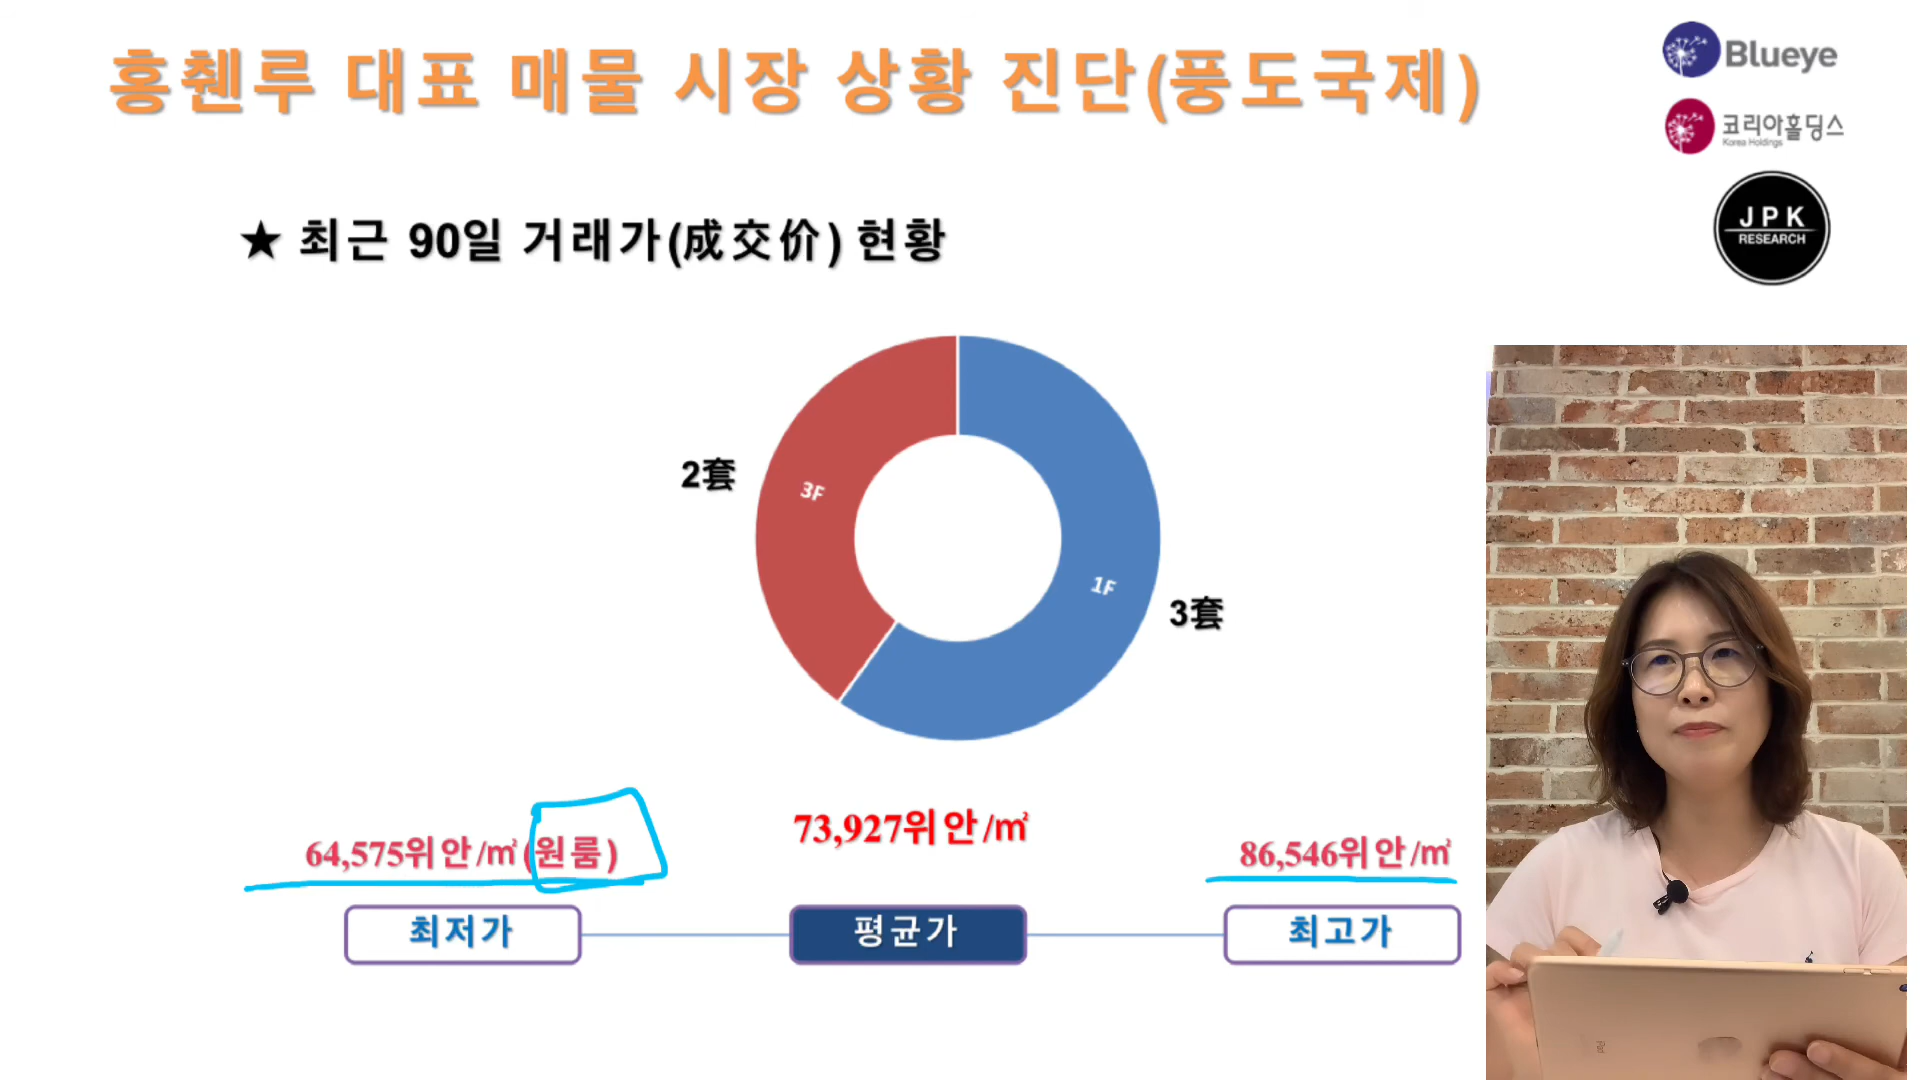 홍췐루 대표 매물 시장 상황 진단(풍도국제)
Blueye
코리아홀딩스
Korea Holdings
JPK
RESEARCH
★ 최근 90일 거래가(成交价) 현황
2套
3F
1F
3套
64,575위안/㎡(원룸)
73,927위안/㎡
86,546위안/㎡
최저가
평균가
최고가
iPad